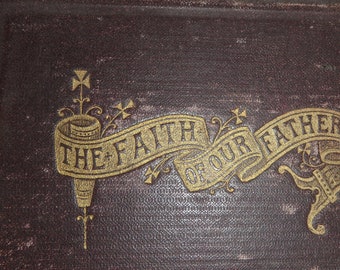 THE FAITH
OF OUR
FATHER